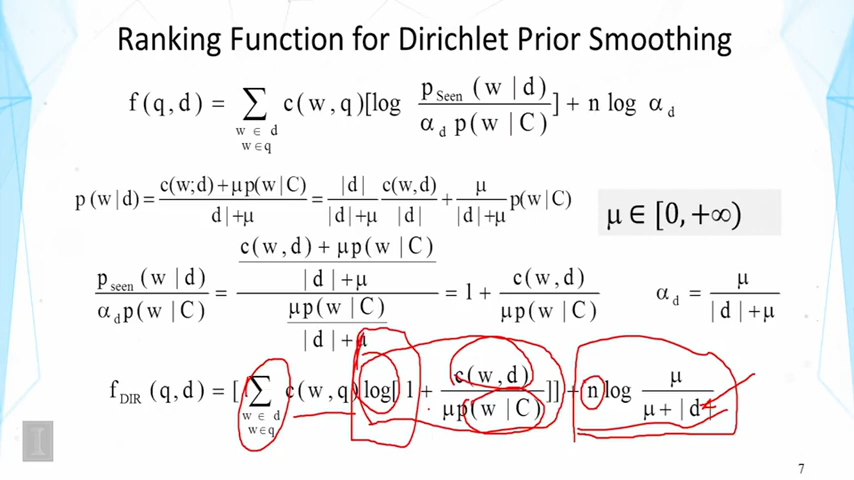 Ranking Function for Dirichlet Prior Smoothing
f(q,d) = ∑ w∈d w∈q c(w,q)[log p_Seen(w|d) / α_d p(w|C)] + n log α_d
p(w|d) = c(w;d)+μp(w|C) / d|+μ = |d| / |d|+μ c(w,d) / |d| + μ / |d|+μ p(w|C)
μ ∈ [0, +∞)
p_seen(w|d) / α_d p(w|C) = c(w,d)+μp(w|C) / |d|+μ / μp(w|C) / |d|+μ = 1 + c(w,d) / μp(w|C)
α_d = μ / |d|+μ
f_DIR(q,d) = [∑ w∈d w∈q c(w,q) log[1 + c(w,d) / μp(w|C)]] + n log μ / μ+|d|
7